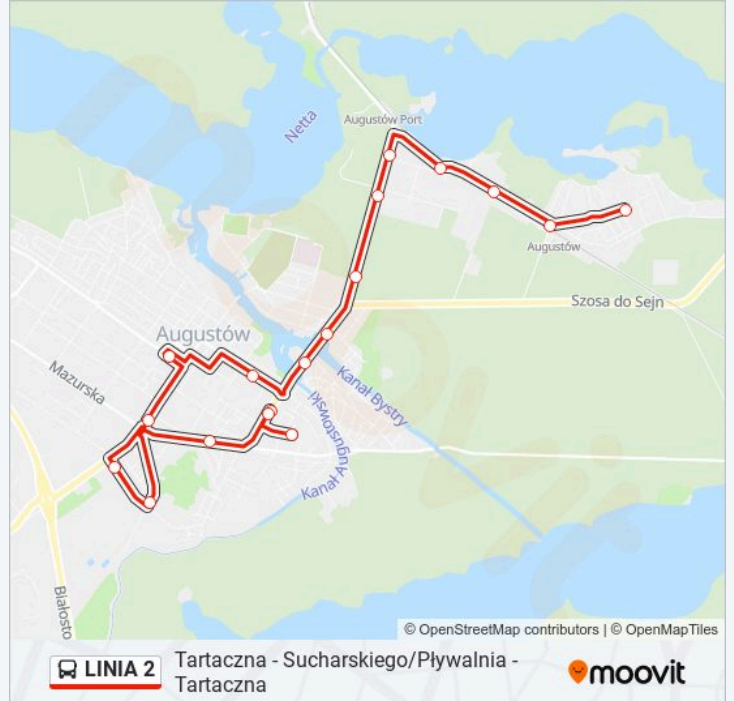 Augustów Port
Netta
Augustów
Szosa do Sejn
Augustów
Mazurska
Kanał Bystry
Kanał Augustowski
Białosto
© OpenStreetMap contributors | © OpenMapTiles
LINIA 2
Tartaczna - Sucharskiego/Pływalnia -
Tartaczna
moovit